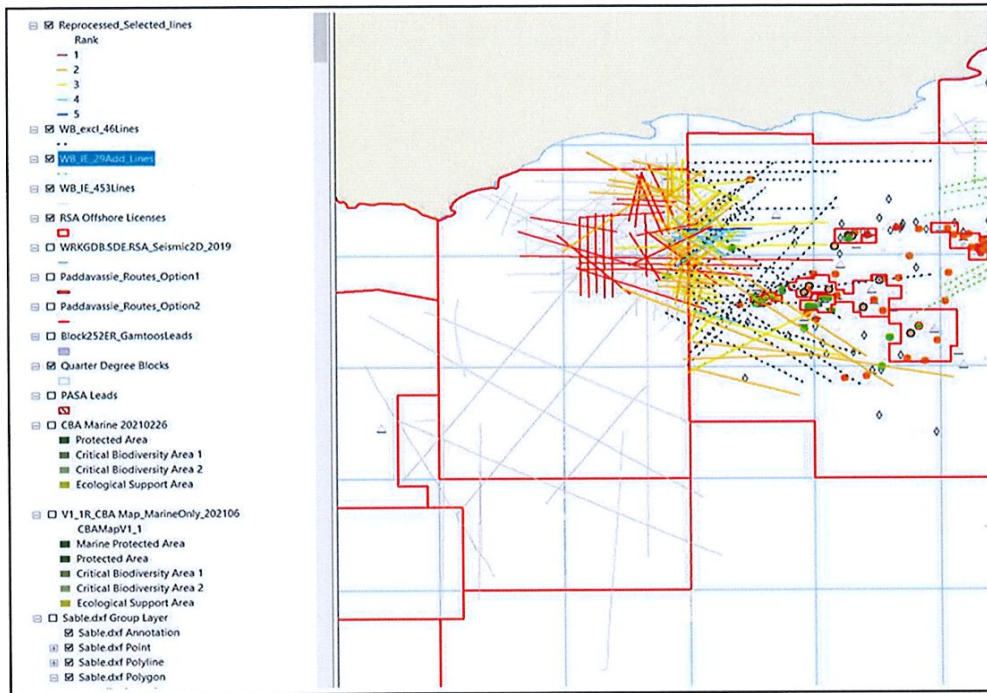 Reprocessed_Selected_lines
Rank
1
2
3
4
5
WB_excl_46Lines
WB_IE_29Add_Lines
WB_IE_453Lines
RSA Offshore Licenses
WRKGDB.SDE.RSA_Seismic2D_2019
Paddavassie_Routes_Option1
Paddavassie_Routes_Option2
Block252ER_GamtoosLeads
Quarter Degree Blocks
PASA Leads
CBA Marine 20210226
Protected Area
Critical Biodiversity Area 1
Critical Biodiversity Area 2
Ecological Support Area
V1_1R_CBA Map_MarineOnly_202106
CBAMapV1_1
Marine Protected Area
Protected Area
Critical Biodiversity Area 1
Critical Biodiversity Area 2
Ecological Support Area
Sable.dxf Group Layer
Sable.dxf Annotation
Sable.dxf Point
Sable.dxf Polyline
Sable.dxf Polygon